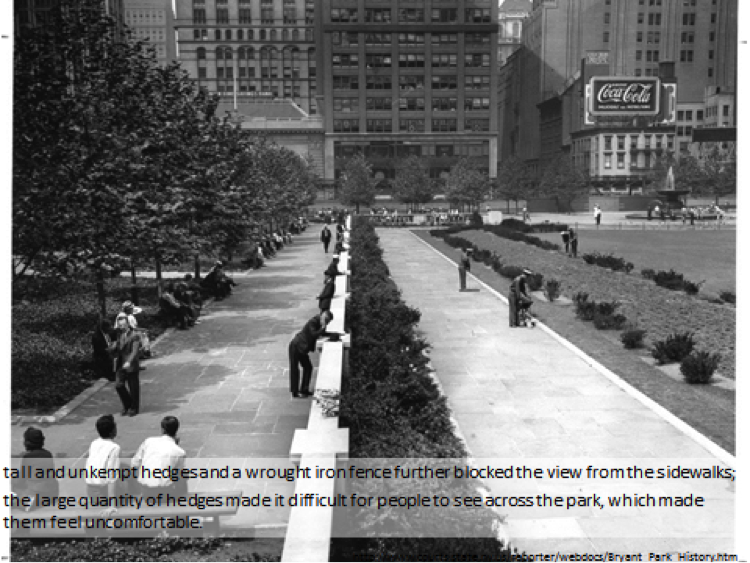 Coca-Cola
tall and unkempt hedges and a wrought iron fence further blocked the view from the sidewalks;
the large quantity of hedges made it difficult for people to see across the park, which made
them feel uncomfortable.
reporter/webdocs/Bryant_Park_History.htm